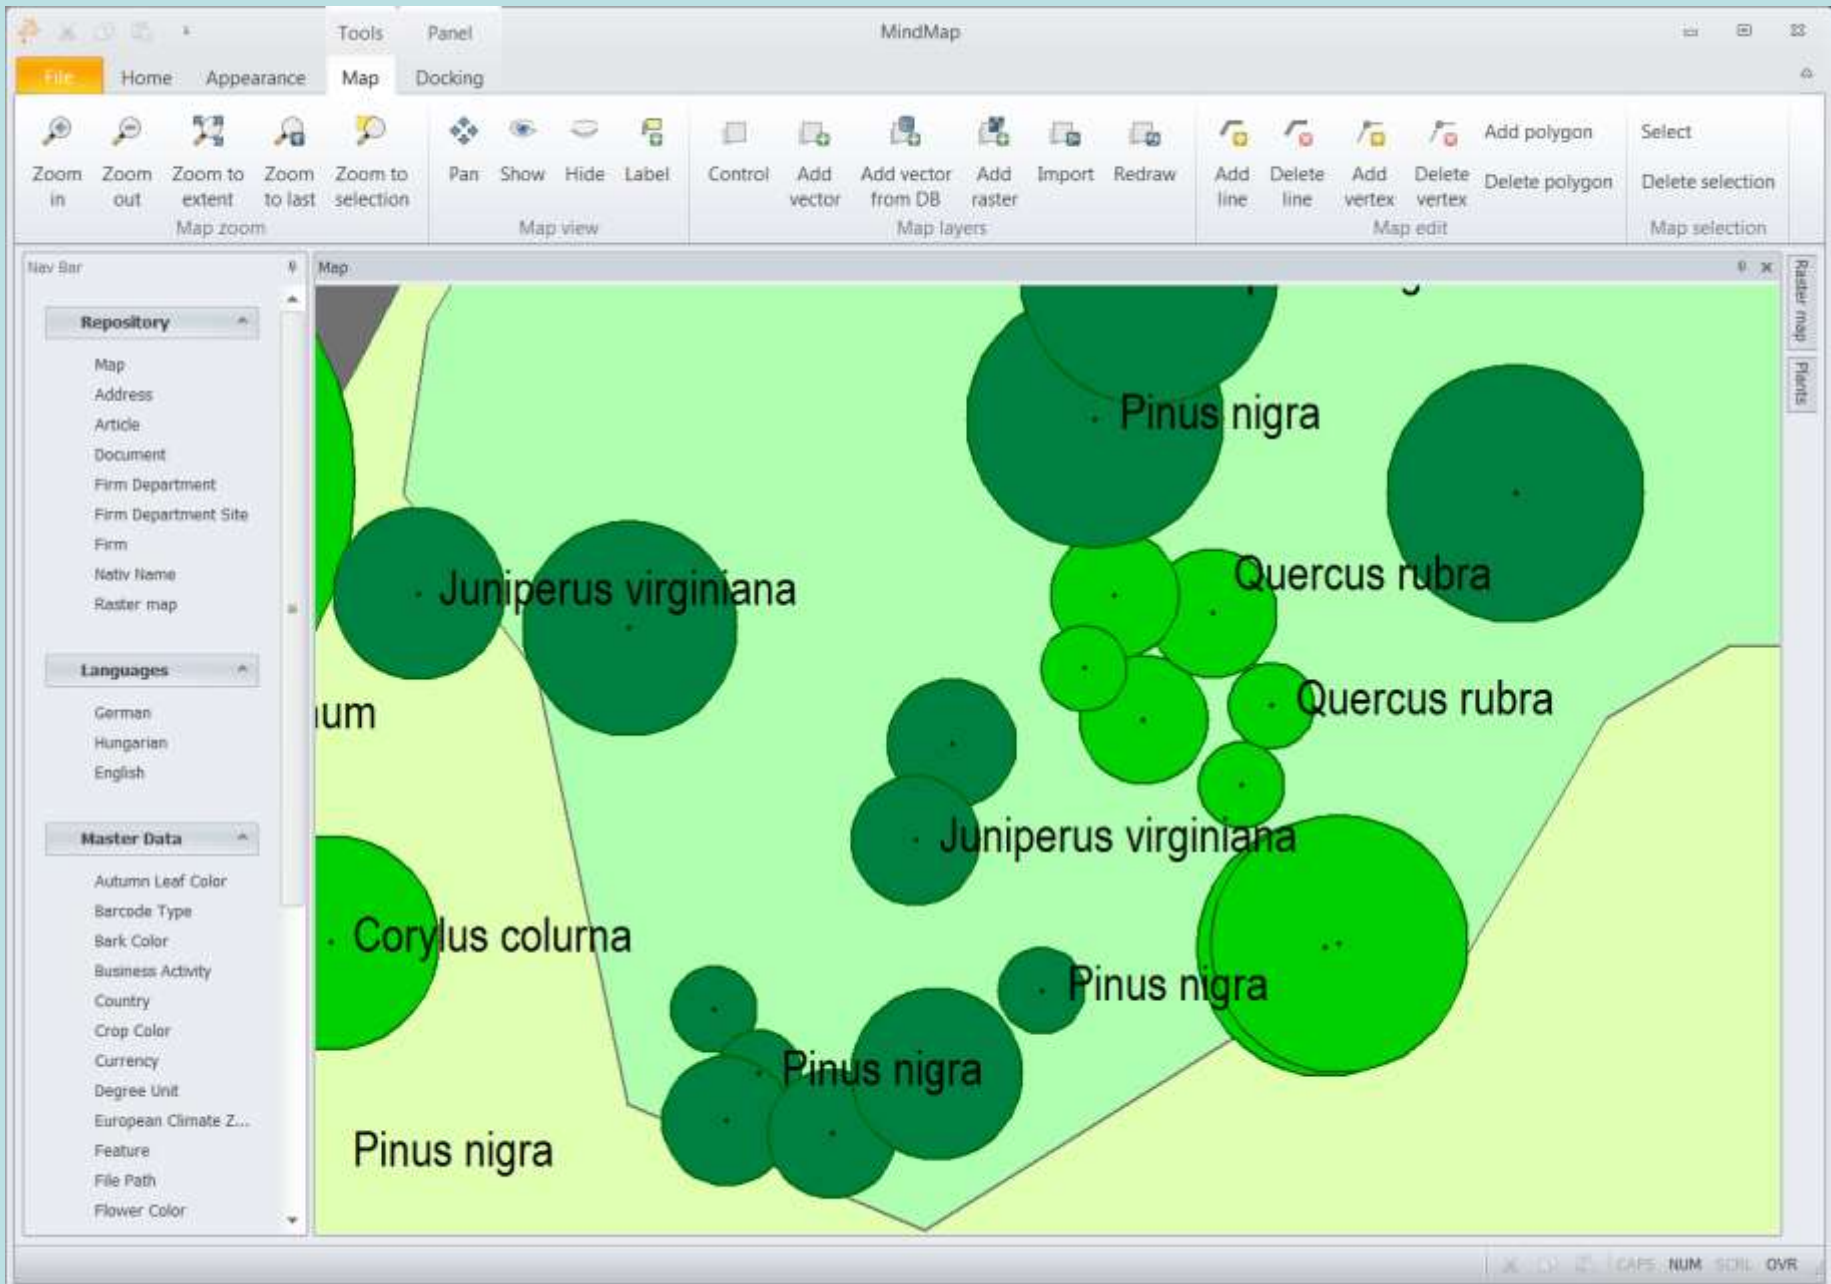 Tools Panel MindMap
File Home Appearance Map Docking
Zoom in
Zoom out
Zoom to extent
Zoom to last
Zoom to selection
Map zoom
Pan Show Hide Label
Map view
Control
Add vector
Add vector from DB
Add raster
Import
Redraw
Map layers
Add line
Delete line
Add vertex
Delete vertex
Add polygon
Delete polygon
Map edit
Select
Delete selection
Map selection
Nav Bar
Repository
Map
Address
Article
Document
Firm Department
Firm Department Site
Firm
Nativ Name
Raster map
Languages
German
Hungarian
English
Master Data
Autumn Leaf Color
Barcode Type
Bark Color
Business Activity
Country
Crop Color
Currency
Degree Unit
European Climate Z...
Feature
File Path
Flower Color
Map
Pinus nigra
Quercus rubra
Juniperus virginiana
Quercus rubra
um
Juniperus virginiana
Corylus colurna
Pinus nigra
Pinus nigra
Pinus nigra
Raster map
Plants
CAPS NUM SCRL OVR